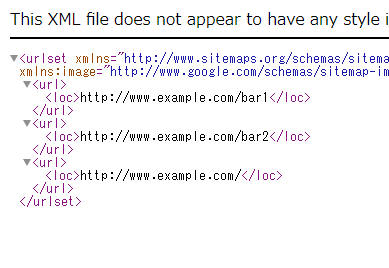 This XML file does not appear to have any style i
<urlset xmlns="http://www.sitemaps.org/schemas/sitema
xmlns:image="http://www.google.com/schemas/sitemap-im
<url>
<loc>http://www.example.com/bar1</loc>
</url>
<url>
<loc>http://www.example.com/bar2</loc>
</url>
<url>
<loc>http://www.example.com/</loc>
</url>
</urlset>